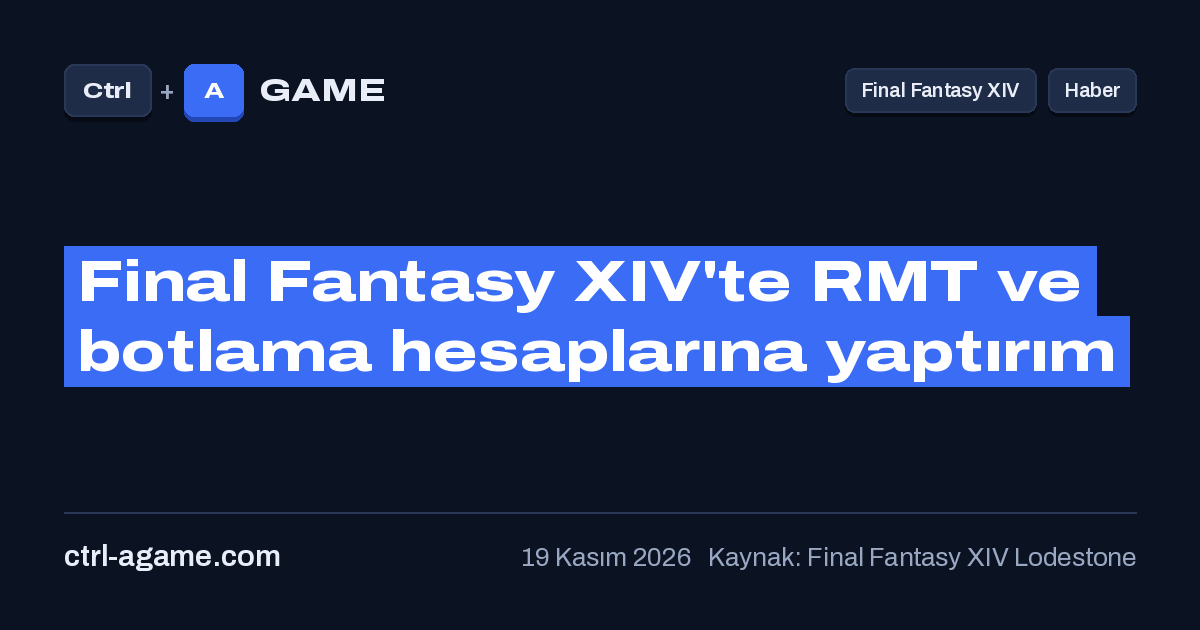 Ctrl + A GAME
Final Fantasy XIV Haber
Final Fantasy XIV'te RMT ve
botlama hesaplarına yaptırım
ctrl-agame.com
19 Kasım 2026 Kaynak: Final Fantasy XIV Lodestone